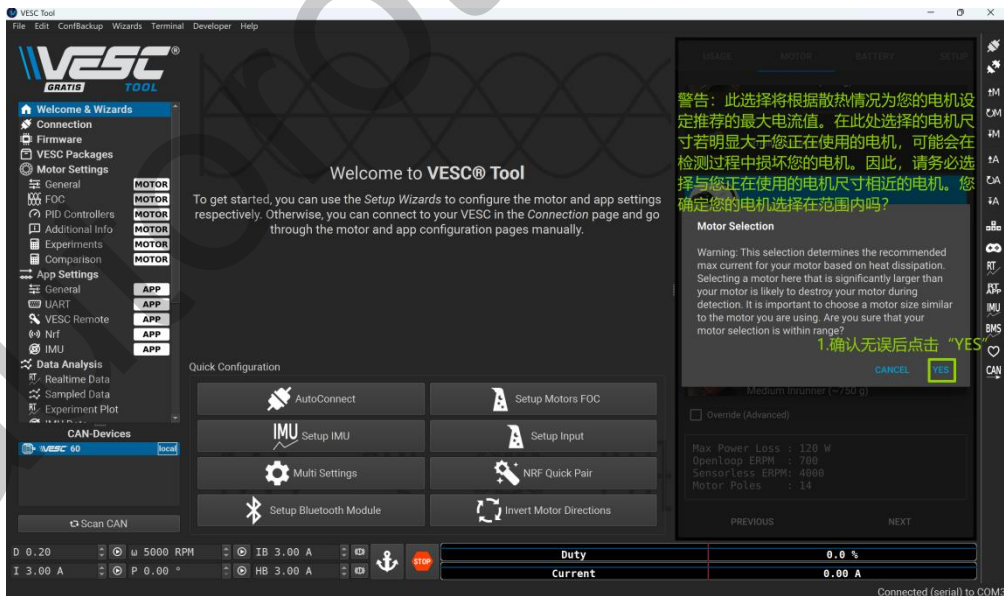 VESC Tool
File Edit ConfBackup Wizards Terminal Developer Help
VESC®
GRATIS TOOL
Welcome & Wizards
Connection
Firmware
VESC Packages
Motor Settings
General MOTOR
FOC MOTOR
PID Controllers MOTOR
Additional Info MOTOR
Experiments MOTOR
Comparison MOTOR
App Settings
General APP
UART APP
VESC Remote APP
Nrf APP
IMU APP
Data Analysis
Realtime Data
Sampled Data
Experiment Plot
CAN-Devices
VESC 60 local
Scan CAN
Welcome to VESC® Tool
To get started, you can use the Setup Wizards to configure the motor and app settings
respectively. Otherwise, you can connect to your VESC in the Connection page and go
through the motor and app configuration pages manually.
Quick Configuration
AutoConnect
Setup Motors FOC
IMU Setup IMU
Setup Input
Multi Settings
NRF Quick Pair
Setup Bluetooth Module
Invert Motor Directions
USAGE MOTOR BATTERY SETUP
警告：此选择将根据散热情况为您的电机设
定推荐的最大电流值。在此处选择的电机尺
寸若明显大于您正在使用的电机，可能会在
检测过程中损坏您的电机。因此，请务必选
择与您正在使用的电机尺寸相近的电机。您
确定您的电机选择在范围内吗？
Motor Selection
Warning: This selection determines the recommended
max current for your motor based on heat dissipation.
Selecting a motor here that is significantly larger than
your motor is likely to destroy your motor during
detection. It is important to choose a motor size similar
to the motor you are using. Are you sure that your
motor selection is within range?
1.确认无误后点击“YES”
CANCEL YES
Medium Inrunner (~750 g)
Override (Advanced)
Max Power Loss : 120 W
Openloop ERPM : 700
Sensorless ERPM: 4000
Motor Poles : 14
PREVIOUS NEXT
M
M
M
A
A
A
RT
RT
APP
IMU
BMS
CAN
D 0.20 ω 5000 RPM IB 3.00 A
I 3.00 A P 0.00 ° HB 3.00 A
STOP
Duty 0.0 %
Current 0.00 A
Connected (serial) to COM3